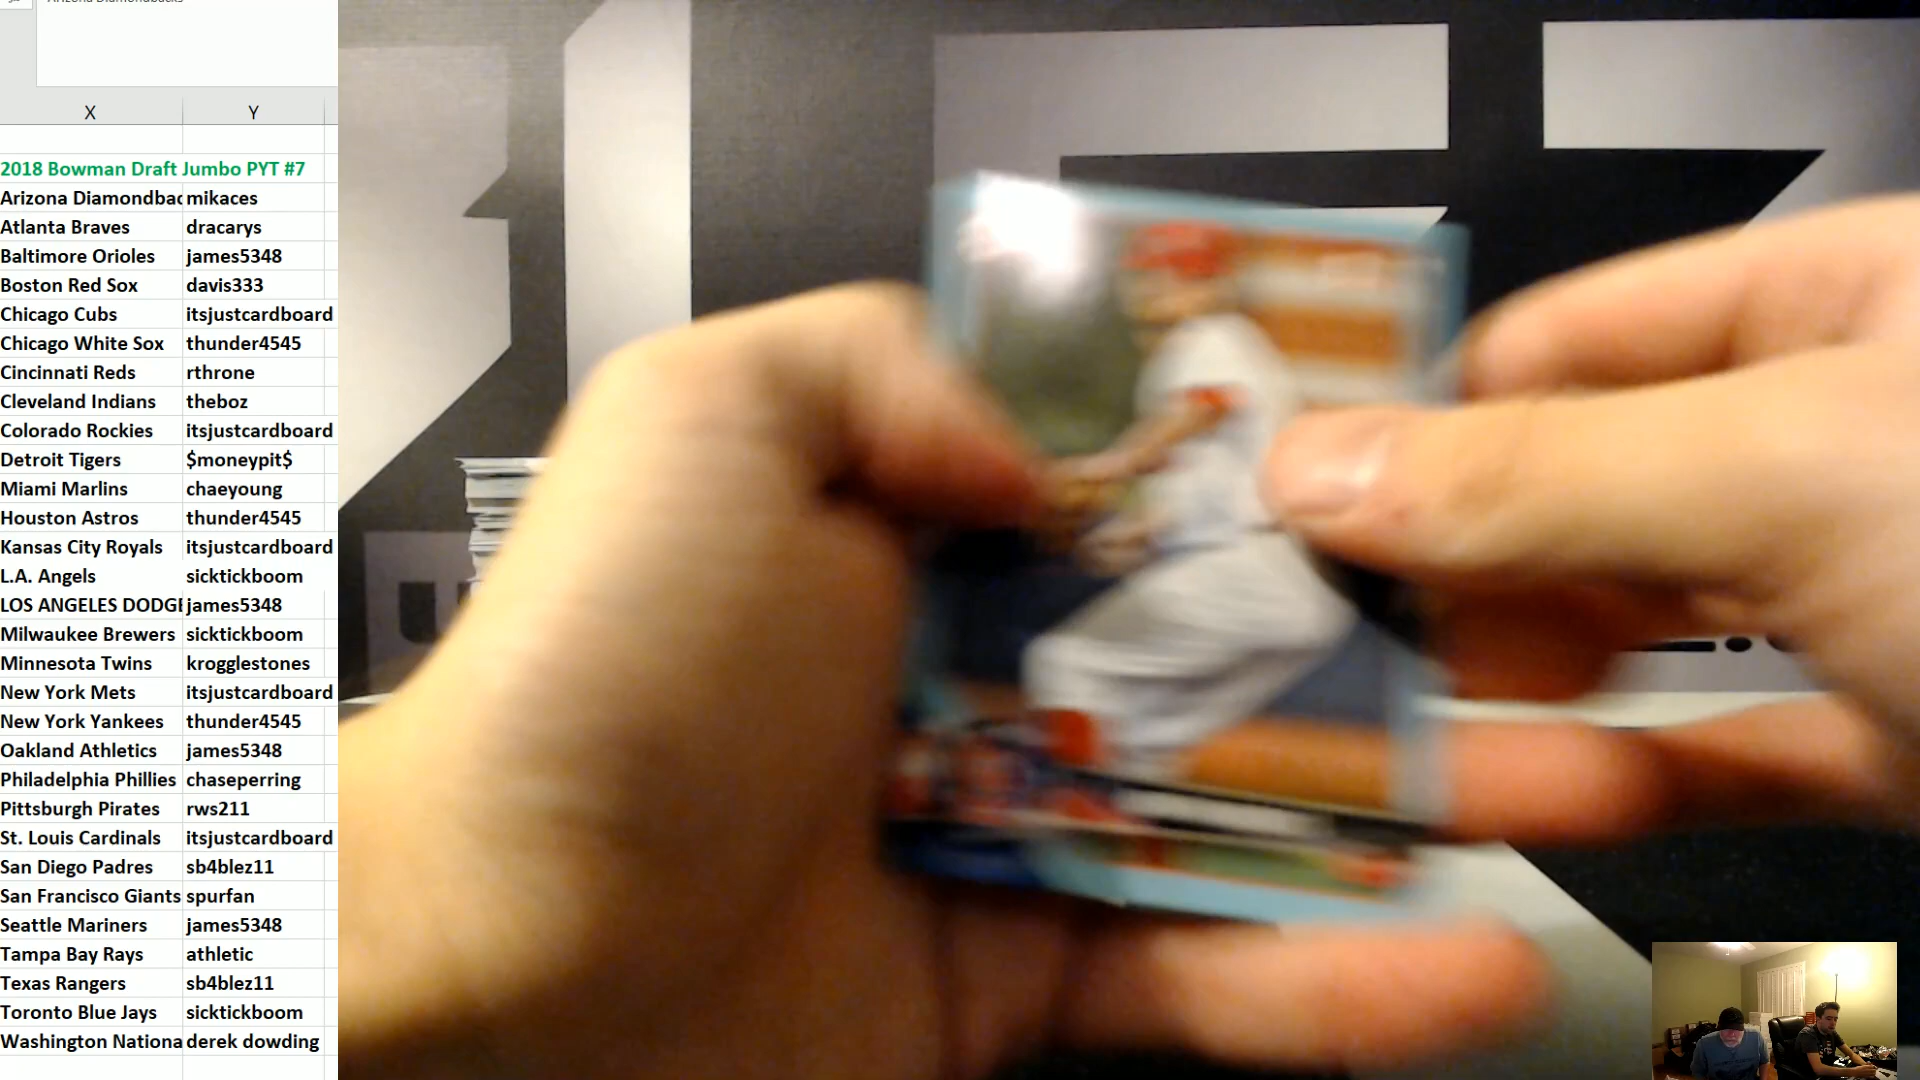 X Y
2018 Bowman Draft Jumbo PYT #7
Arizona Diamondbac mikaces
Atlanta Braves dracarys
Baltimore Orioles james5348
Boston Red Sox davis333
Chicago Cubs itsjustcardboard
Chicago White Sox thunder4545
Cincinnati Reds rthrone
Cleveland Indians theboz
Colorado Rockies itsjustcardboard
Detroit Tigers $moneypit$
Miami Marlins chaeyoung
Houston Astros thunder4545
Kansas City Royals itsjustcardboard
L.A. Angels sicktickboom
LOS ANGELES DODGE james5348
Milwaukee Brewers sicktickboom
Minnesota Twins krogglestones
New York Mets itsjustcardboard
New York Yankees thunder4545
Oakland Athletics james5348
Philadelphia Phillies chaseperring
Pittsburgh Pirates rws211
St. Louis Cardinals itsjustcardboard
San Diego Padres sb4blez11
San Francisco Giants spurfan
Seattle Mariners james5348
Tampa Bay Rays athletic
Texas Rangers sb4blez11
Toronto Blue Jays sicktickboom
Washington Nationa derek dowding